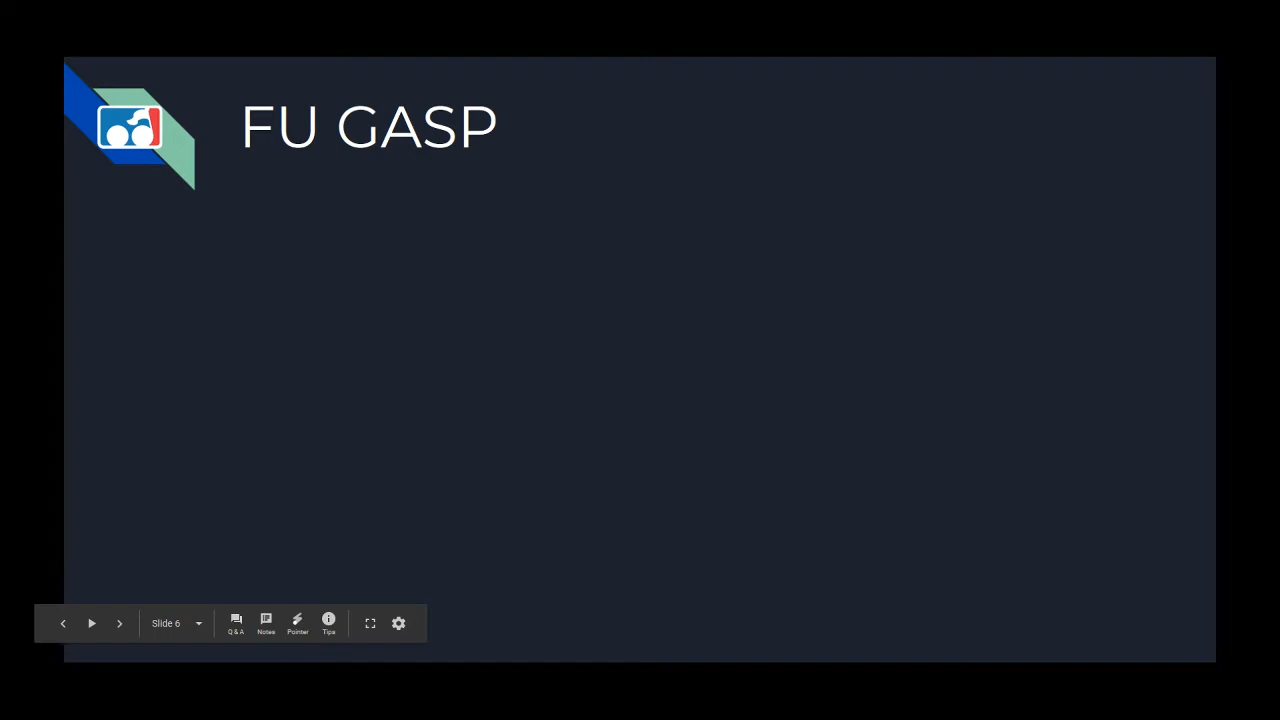 FU GASP
Slide 6
Q & A
Notes
Pointer
Tips